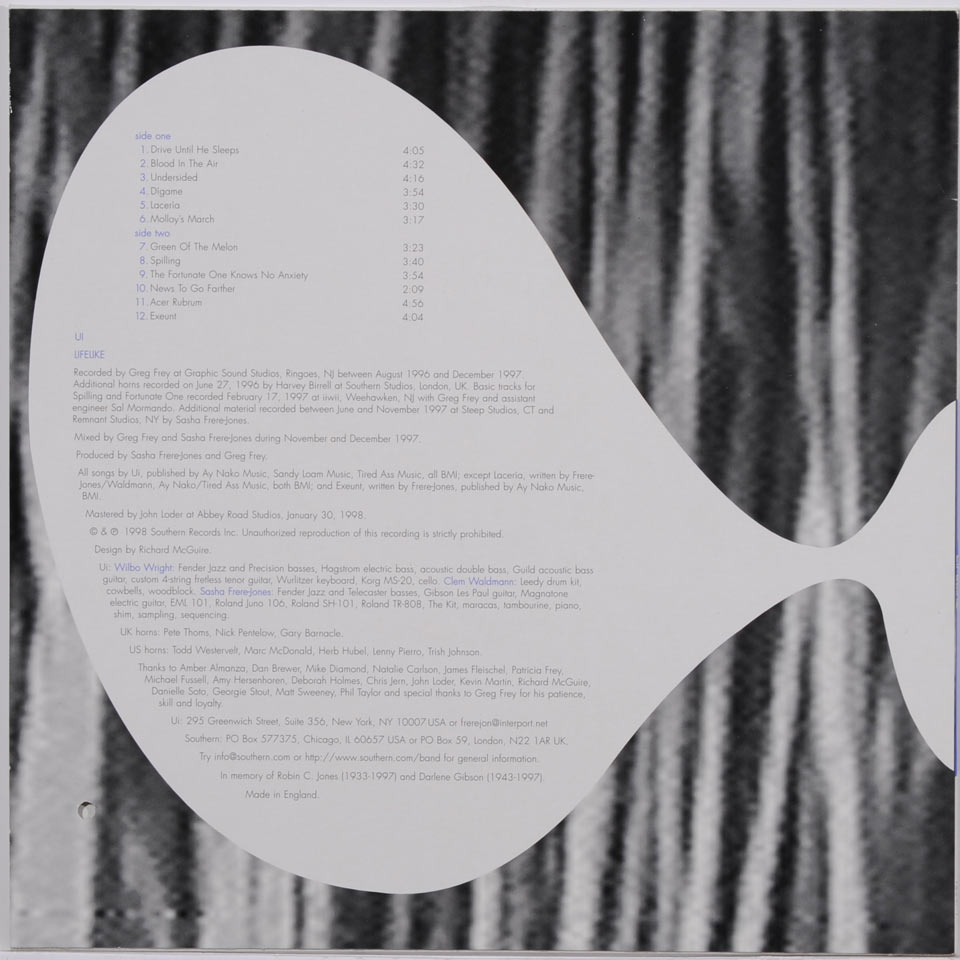 side one
1. Drive Until He Sleeps 4:05
2. Blood In The Air 4:32
3. Undersided 4:16
4. Digame 3:54
5. Laceria 3:30
6. Molloy's March 3:17
side two
7. Green Of The Melon 3:23
8. Spilling 3:40
9. The Fortunate One Knows No Anxiety 3:54
10. News To Go Farther 2:09
11. Acer Rubrum 4:56
12. Exeunt 4:04
UI
LIFELIKE
Recorded by Greg Frey at Graphic Sound Studios, Ringoes, NJ between August 1996 and December 1997.
Additional horns recorded on June 27, 1996 by Harvey Birrell at Southern Studios, London, UK. Basic tracks for
Spilling and Fortunate One recorded February 17, 1997 at iiwii, Weehawken, NJ with Greg Frey and assistant
engineer Sal Mormando. Additional material recorded between June and November 1997 at Steep Studios, CT and
Remnant Studios, NY by Sasha Frere-Jones.
Mixed by Greg Frey and Sasha Frere-Jones during November and December 1997.
Produced by Sasha Frere-Jones and Greg Frey.
All songs by Ui, published by Ay Nako Music, Sandy Loam Music, Tired Ass Music, all BMI; except Laceria, written by Frere-
Jones/Waldmann, Ay Nako/Tired Ass Music, both BMI; and Exeunt, written by Frere-Jones, published by Ay Nako Music,
BMI.
Mastered by John Loder at Abbey Road Studios, January 30, 1998.
© & ℗ 1998 Southern Records Inc. Unauthorized reproduction of this recording is strictly prohibited.
Design by Richard McGuire.
Ui: Wilbo Wright: Fender Jazz and Precision basses, Hagstrom electric bass, acoustic double bass, Guild acoustic bass
guitar, custom 4-string fretless tenor guitar, Wurlitzer keyboard, Korg MS-20, cello. Clem Waldmann: Leedy drum kit,
cowbells, woodblock. Sasha Frere-Jones: Fender Jazz and Telecaster basses, Gibson Les Paul guitar, Magnatone
electric guitar, EML 101, Roland Juno 106, Roland SH-101, Roland TR-808, The Kit, maracas, tambourine, piano,
shim, sampling, sequencing.
UK horns: Pete Thoms, Nick Pentelow, Gary Barnacle.
US horns: Todd Westervelt, Marc McDonald, Herb Hubel, Lenny Pierro, Trish Johnson.
Thanks to Amber Almanza, Dan Brewer, Mike Diamond, Natalie Carlson, James Fleischel, Patricia Frey,
Michael Fussell, Amy Hersenhoren, Deborah Holmes, Chris Jern, John Loder, Kevin Martin, Richard McGuire,
Danielle Soto, Georgie Stout, Matt Sweeney, Phil Taylor and special thanks to Greg Frey for his patience,
skill and loyalty.
Ui: 295 Greenwich Street, Suite 356, New York, NY 10007 USA or frerejon@interport.net
Southern: PO Box 577375, Chicago, IL 60657 USA or PO Box 59, London, N22 1AR UK.
Try info@southern.com or http://www.southern.com/band for general information.
In memory of Robin C. Jones (1933-1997) and Darlene Gibson (1943-1997).
Made in England.